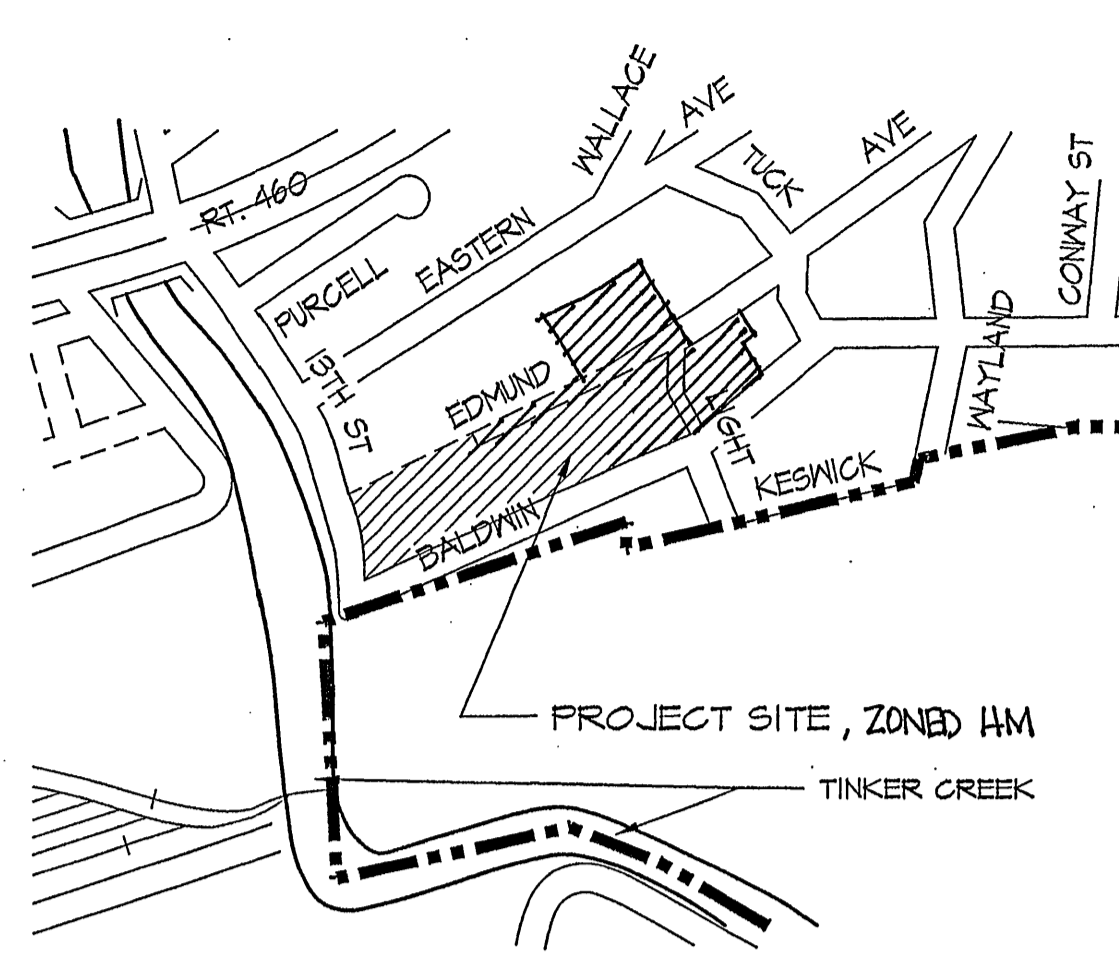 WALLACE
AVE
TUCK
AVE
CONWAY ST
RT. 460
EASTERN
PURCELL
13TH ST
WAYLAND
EDMUND
LIGHT
KESWICK
BALDWIN
PROJECT SITE, ZONED HM
TINKER CREEK